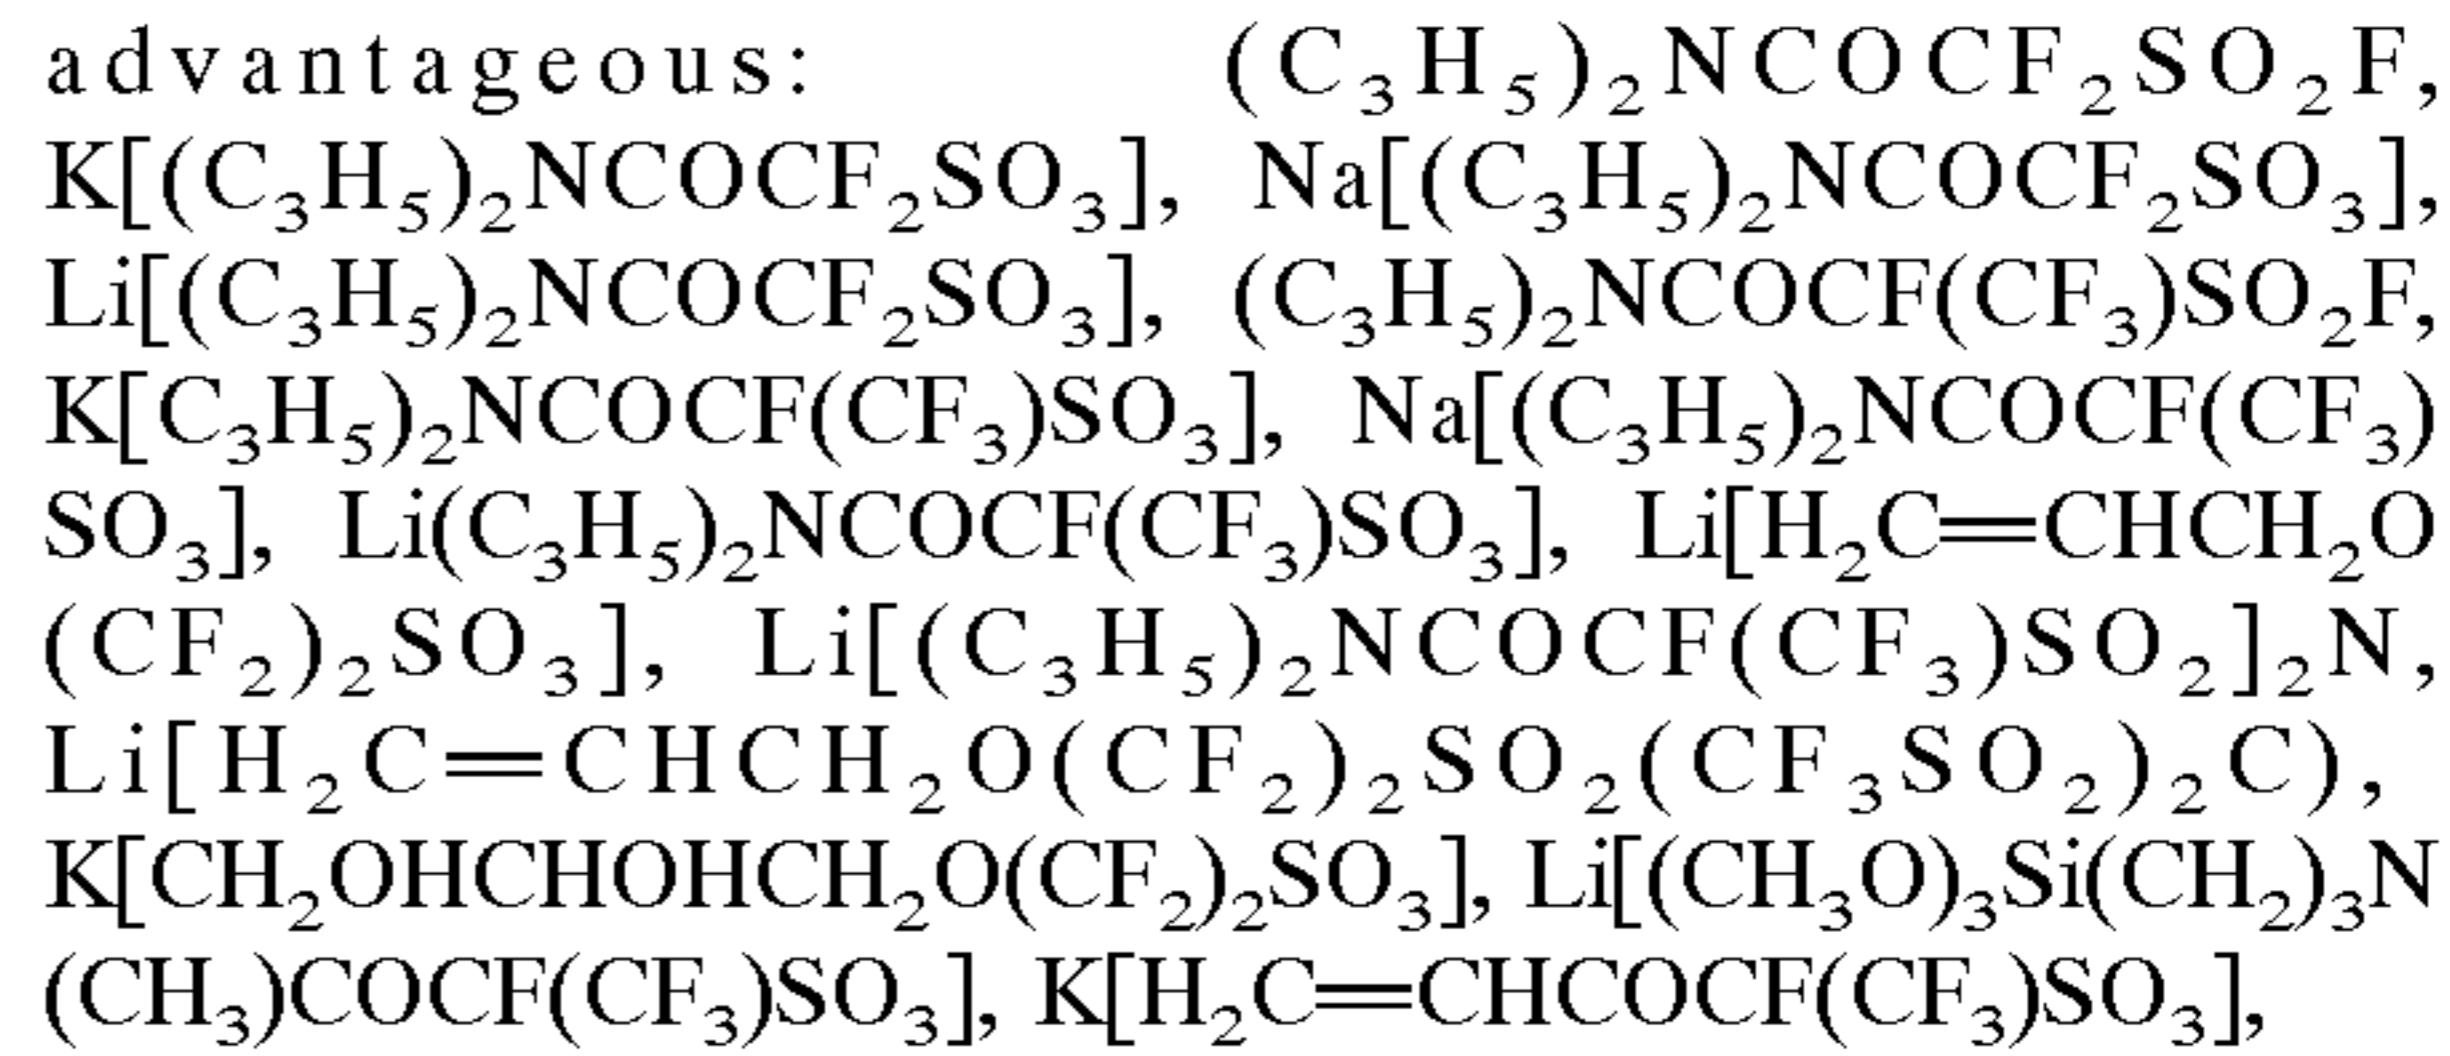 advantageous: (C₃H₅)₂NCOCF₂SO₂F,
K[(C₃H₅)₂NCOCF₂SO₃], Na[(C₃H₅)₂NCOCF₂SO₃],
Li[(C₃H₅)₂NCOCF₂SO₃], (C₃H₅)₂NCOCF(CF₃)SO₂F,
K[C₃H₅)₂NCOCF(CF₃)SO₃], Na[(C₃H₅)₂NCOCF(CF₃)
SO₃], Li(C₃H₅)₂NCOCF(CF₃)SO₃], Li[H₂C=CHCH₂O
(CF₂)₂SO₃], Li[(C₃H₅)₂NCOCF(CF₃)SO₂]₂N,
Li[H₂C=CHCH₂O(CF₂)₂SO₂(CF₃SO₂)₂C),
K[CH₂OHCHOHCH₂O(CF₂)₂SO₃], Li[(CH₃O)₃Si(CH₂)₃N
(CH₃)COCF(CF₃)SO₃], K[H₂C=CHCOCF(CF₃)SO₃],